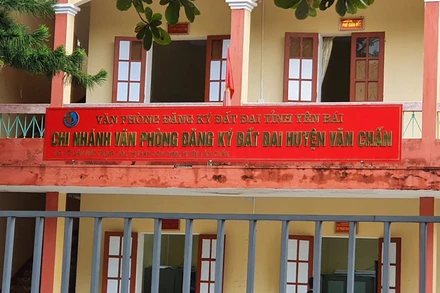 VĂN PHÒNG ĐĂNG KÝ ĐẤT ĐAI TỈNH YÊN BÁI
CHI NHÁNH VĂN PHÒNG ĐĂNG KÝ ĐẤT ĐAI HUYỆN VĂN CHẤN